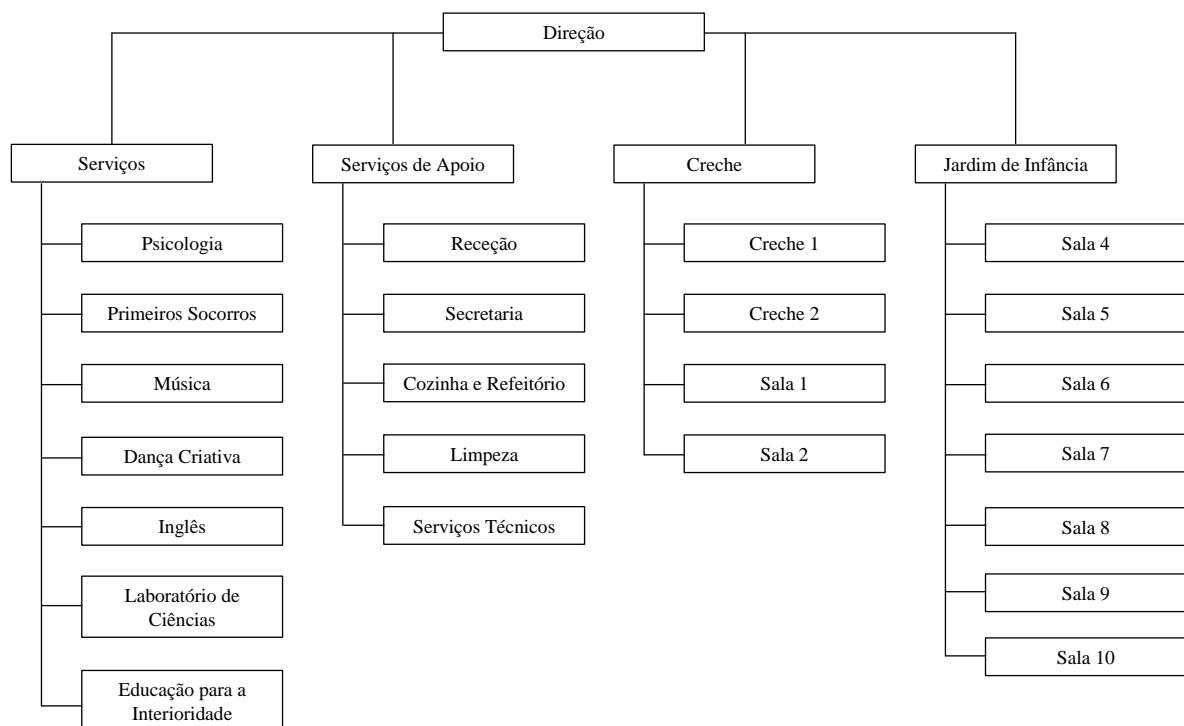 Direção
Serviços
Psicologia
Primeiros Socorros
Música
Dança Criativa
Inglês
Laboratório de
Ciências
Educação para a
Interioridade
Serviços de Apoio
Receção
Secretaria
Cozinha e Refeitório
Limpeza
Serviços Técnicos
Creche
Creche 1
Creche 2
Sala 1
Sala 2
Jardim de Infância
Sala 4
Sala 5
Sala 6
Sala 7
Sala 8
Sala 9
Sala 10